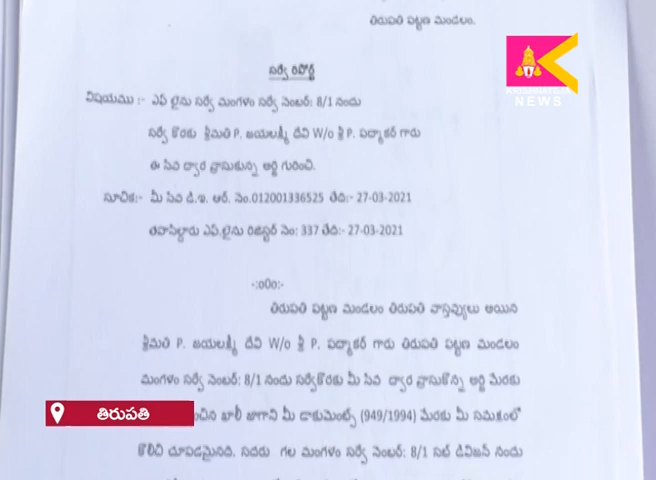 తిరుపతి పట్టణ మండలం.
సర్వే రిపోర్ట్
విషయము :- ఎఫ్ లైను సర్వే మంగళం సర్వే నెంబర్: 8/1 నందు
సర్వే కొరకు శ్రీమతి P. జయలక్ష్మి దేవి W/o శ్రీ P. పద్మాకర్ గారు
ఈ సేవ ద్వార వ్రాసుకున్న అర్జి గురించి.
సూచిక:- మీ సేవ డి.ఇ. ఆర్. నెం.012001336525 తేది:- 27-03-2021
తహసిల్దారు ఎఫ్.లైను రిజిస్టర్ నెం: 337 తేది:- 27-03-2021
-:o0o:-
తిరుపతి పట్టణ మండలం తిరుపతి వాస్తవ్యులు అయిన
శ్రీమతి P. జయలక్ష్మి దేవి W/o శ్రీ P. పద్మాకర్ గారు తిరుపతి పట్టణ మండలం
మంగళం సర్వే నెంబర్: 8/1 నందు సర్వేకొరకు మీ సేవ ద్వార వ్రాసుకొన్న అర్జి మేరకు
ఖాలీ జాగాని మీ డాకుమెంట్స్ (949/1994) మేరకు మీ సమక్షంలో
కొలిచి చూపడమైనది. సదరు గల మంగళం సర్వే నెంబర్: 8/1 సబ్ డివిజన్ నందు
తిరుపతి
NEWS